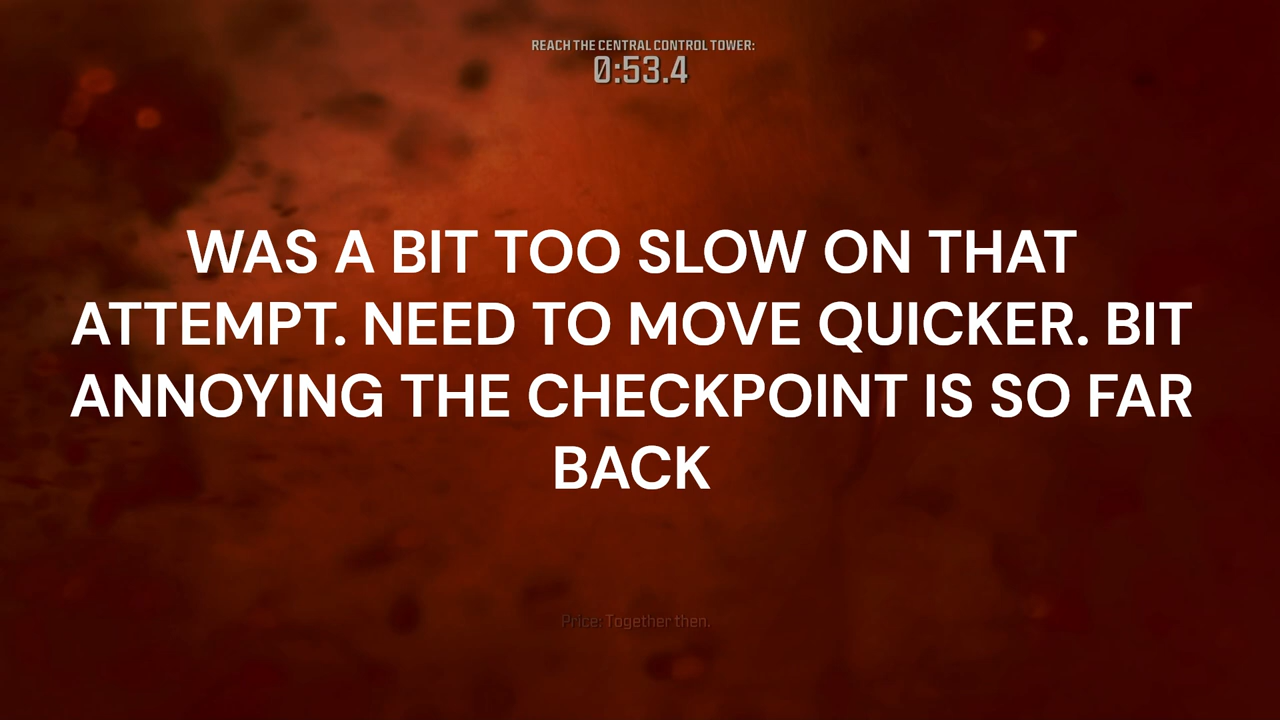 REACH THE CENTRAL CONTROL TOWER:
0:53.4
WAS A BIT TOO SLOW ON THAT
ATTEMPT. NEED TO MOVE QUICKER. BIT
ANNOYING THE CHECKPOINT IS SO FAR
BACK
Price: Together then.